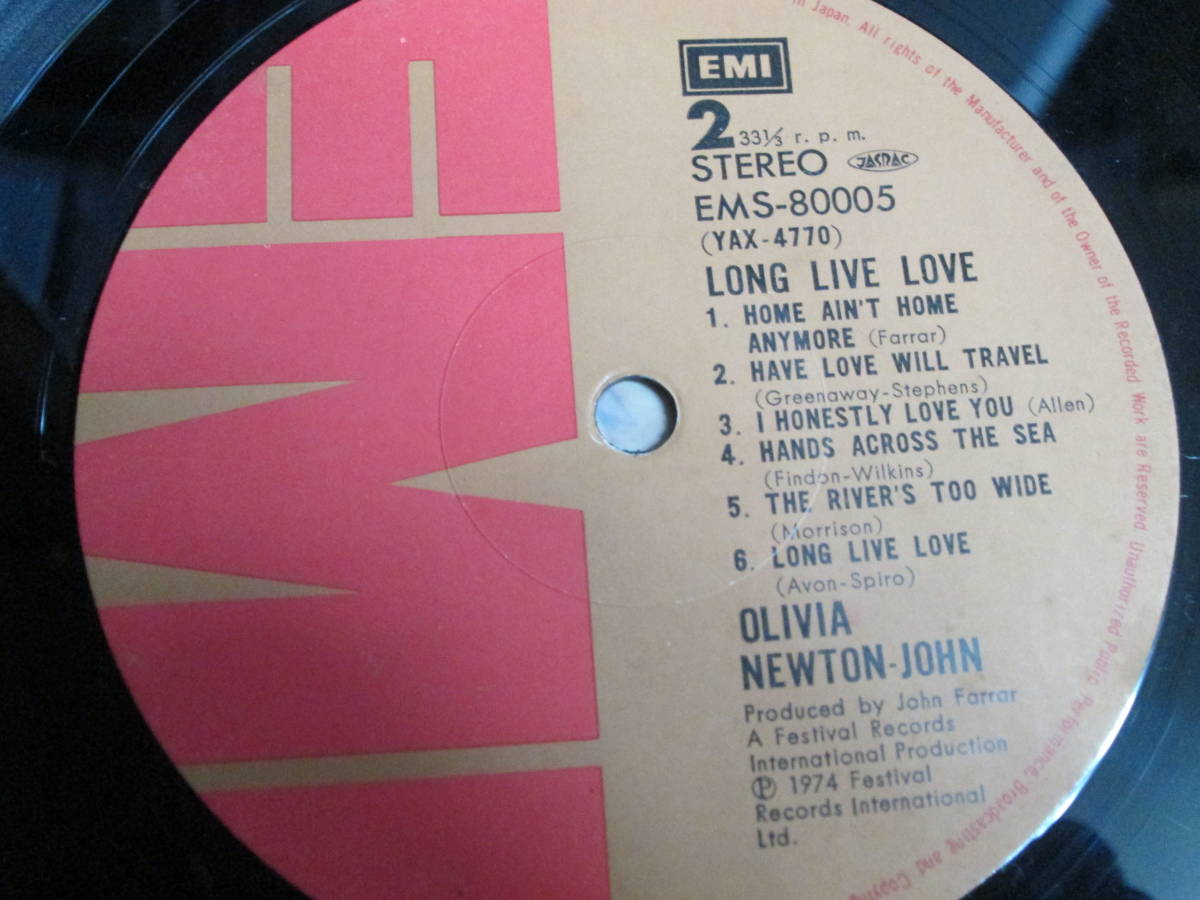 EMI
2 33⅓ r. p. m.
STEREO JASRAC
EMS-80005
(YAX-4770)
LONG LIVE LOVE
1. HOME AIN'T HOME
ANYMORE (Farrar)
2. HAVE LOVE WILL TRAVEL
(Greenaway-Stephens)
3. I HONESTLY LOVE YOU (Allen)
4. HANDS ACROSS THE SEA
(Findon-Wilkins)
5. THE RIVER'S TOO WIDE
(Morrison)
6. LONG LIVE LOVE
(Avon-Spiro)
OLIVIA
NEWTON-JOHN
Produced by John Farrar
A Festival Records
International Production
Ⓟ 1974 Festival
Records International
Ltd.
in Japan. All rights of the Manufacturer and of the Owner of the Recorded Work are Reserved Unauthorized Public Performance, Broadcasting and